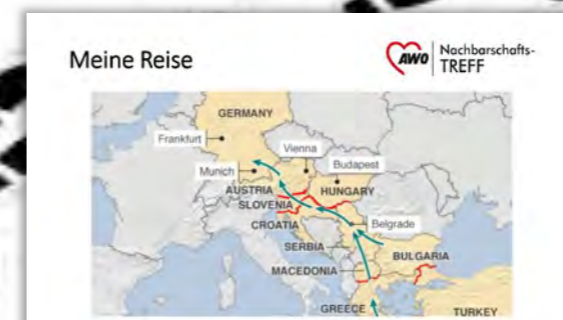 Meine Reise
AWO Nachbarschafts-
TREFF
GERMANY
Frankfurt
Vienna
Munich
Budapest
AUSTRIA
HUNGARY
SLOVENIA
CROATIA
Belgrade
SERBIA
BULGARIA
MACEDONIA
GREECE
TURKEY